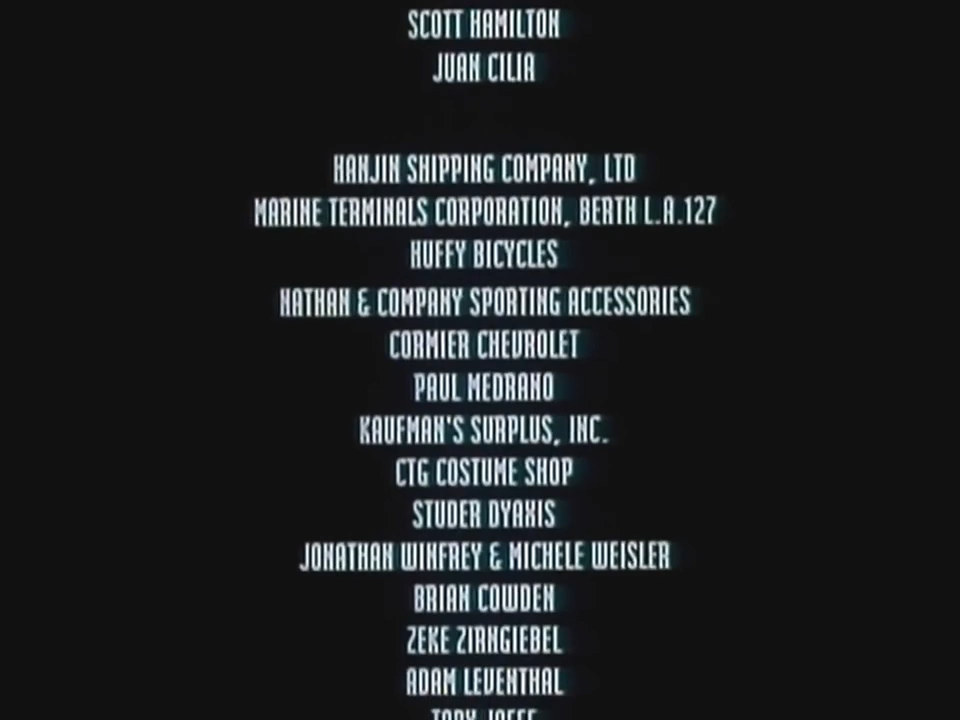 SCOTT HAMILTON
JUAN CILIA
HANJIN SHIPPING COMPANY, LTD
MARINE TERMINALS CORPORATION, BERTH L.A.127
HUFFY BICYCLES
NATHAN & COMPANY SPORTING ACCESSORIES
CORMIER CHEVROLET
PAUL MEDRANO
KAUFMAN'S SURPLUS, INC.
CTG COSTUME SHOP
STUDER DYAXIS
JONATHAN WINFREY & MICHELE WEISLER
BRIAN COWDEN
ZEKE ZIRNGIEBEL
ADAM LEVENTHAL